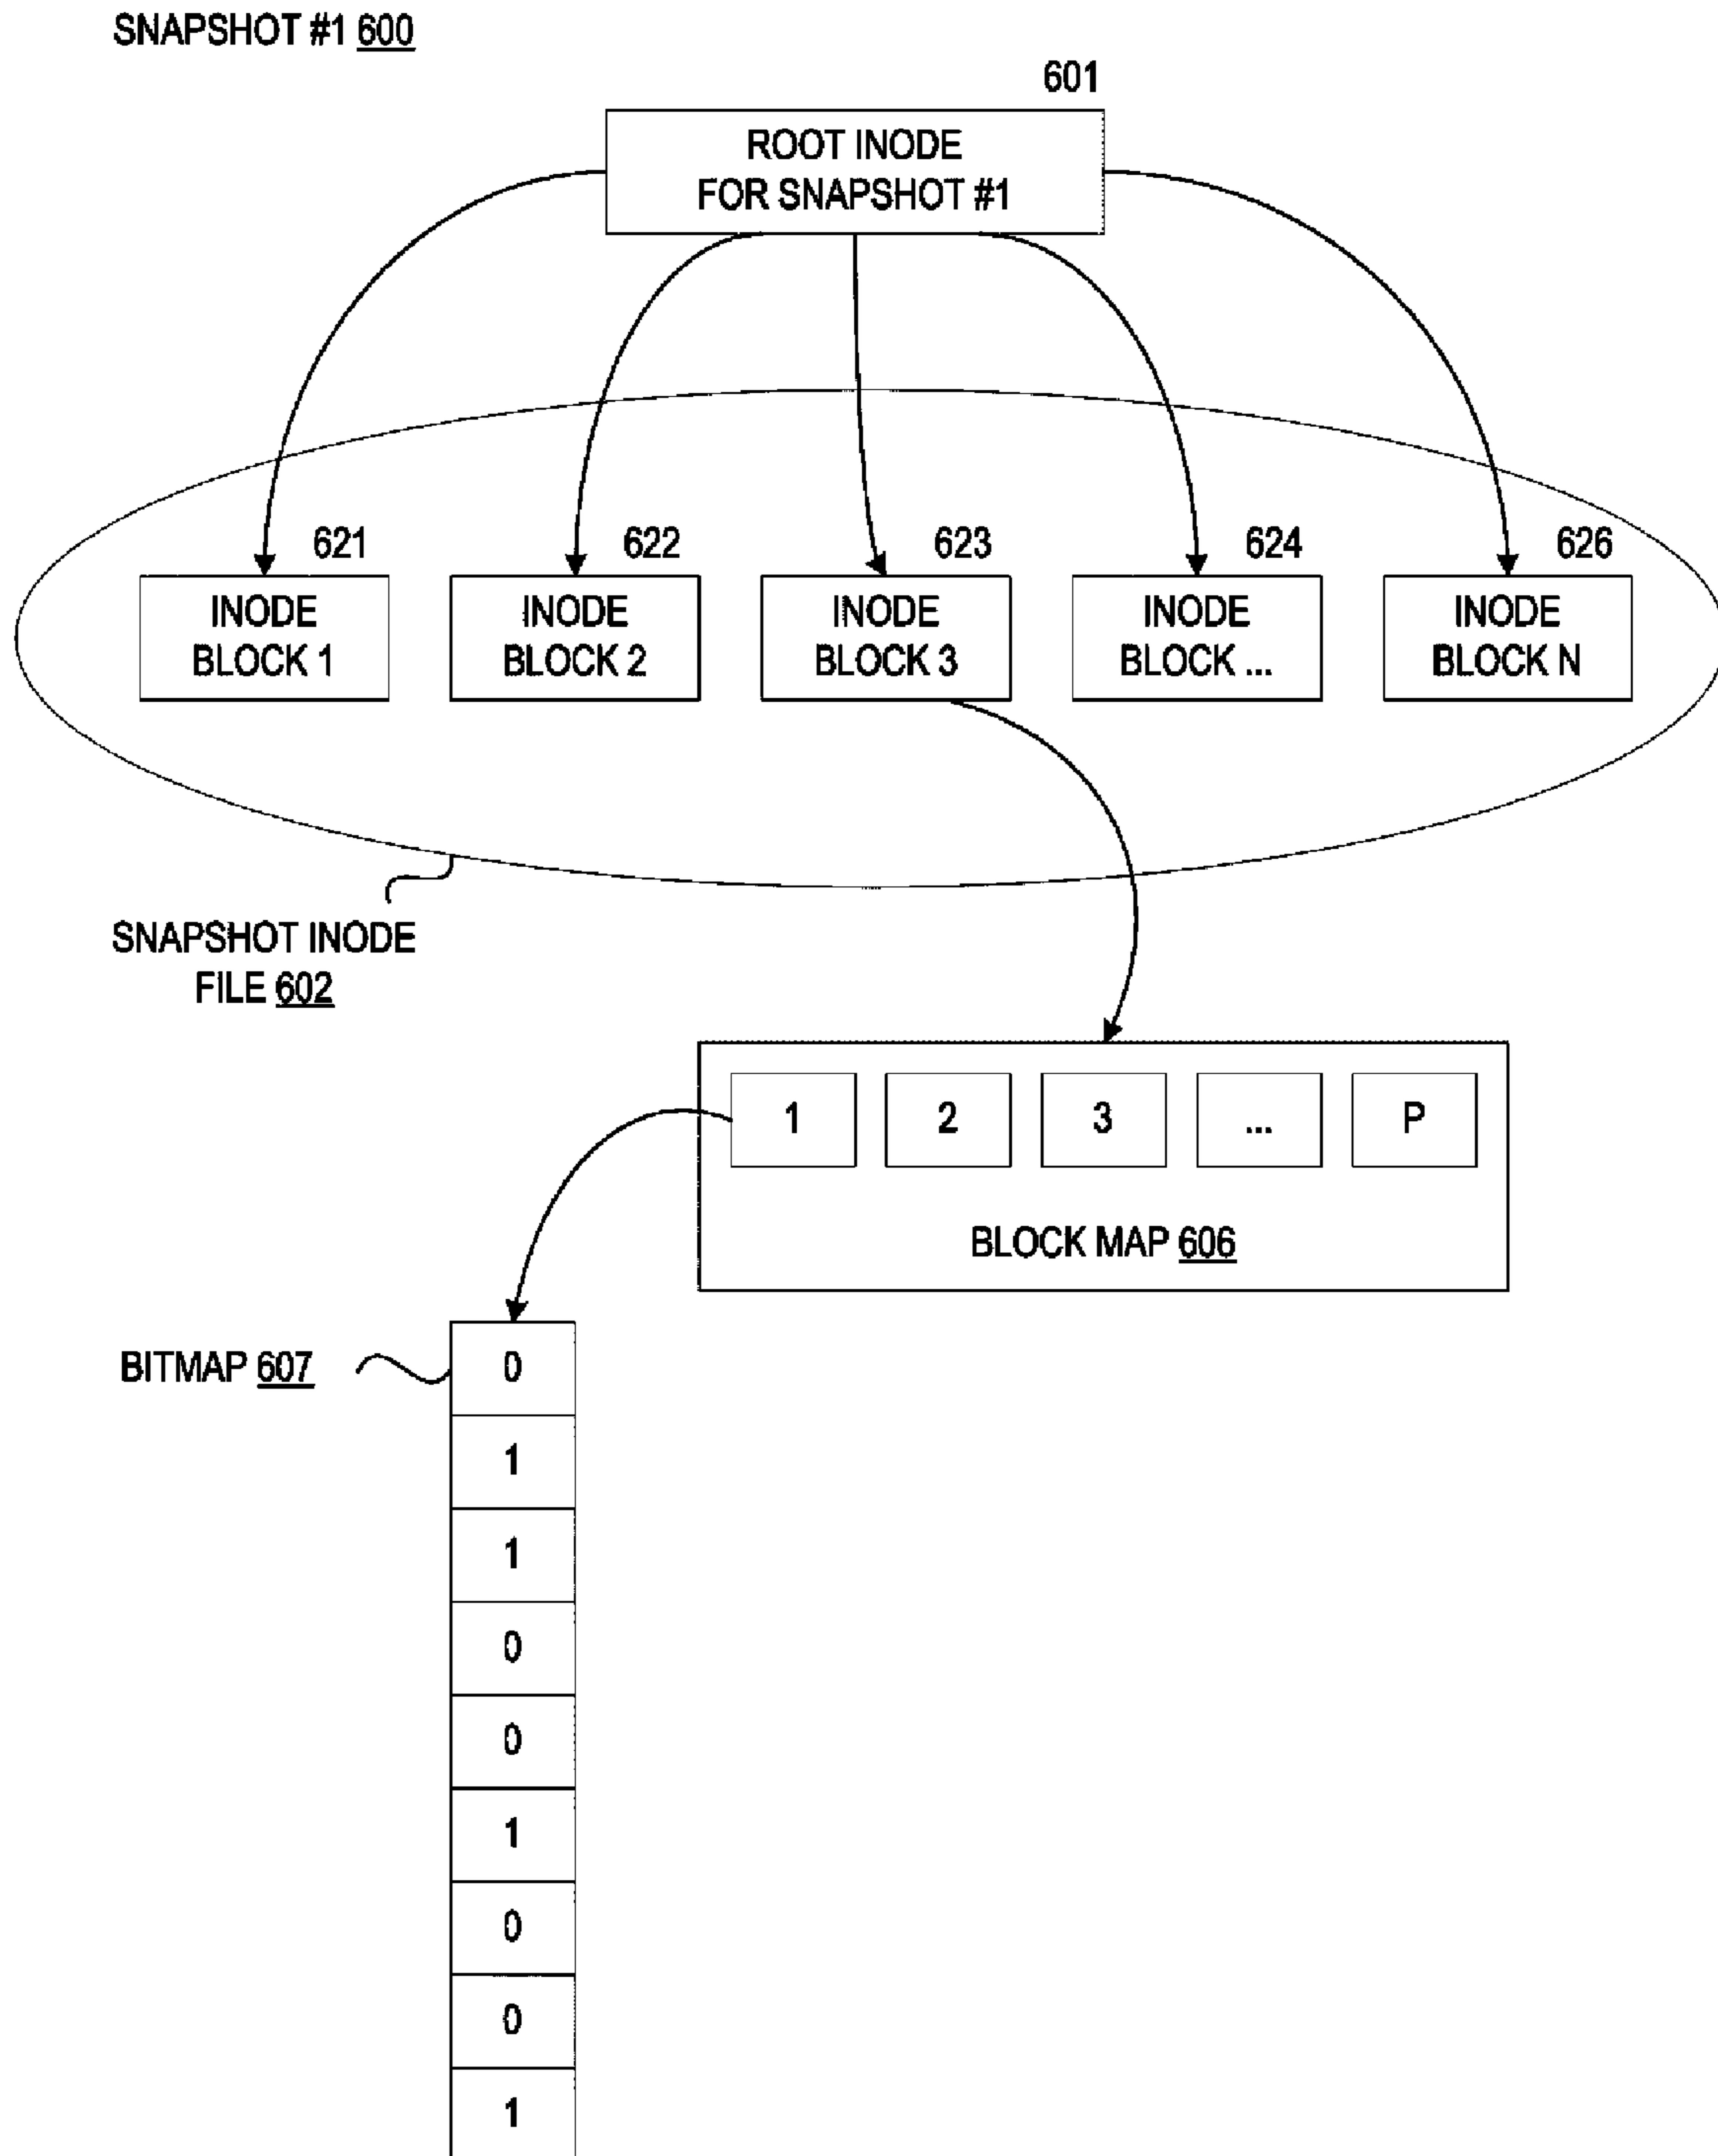 SNAPSHOT #1 600
601
ROOT INODE
FOR SNAPSHOT #1
621
622
623
624
626
INODE
BLOCK 1
INODE
BLOCK 2
INODE
BLOCK 3
INODE
BLOCK ...
INODE
BLOCK N
SNAPSHOT INODE
FILE 602
1
2
3
...
P
BLOCK MAP 606
BITMAP 607
0
1
1
0
0
1
0
0
1